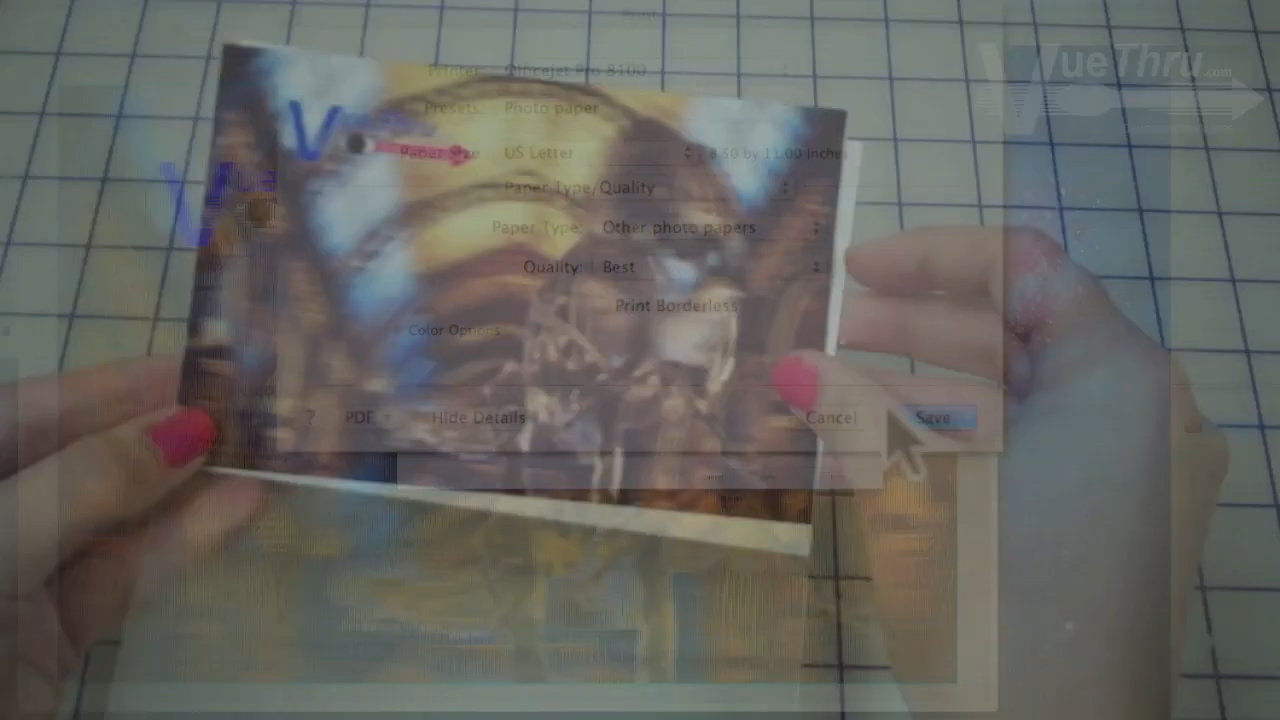 Print
VueThru.com
Printer: Officejet Pro 8100
Presets: Photo paper
Paper Size: US Letter 8.50 by 11.00 inches
Paper Type/Quality
Paper Type: Other photo papers
Quality: Best
Print Borderless
Color Options
? PDF Hide Details Cancel Save